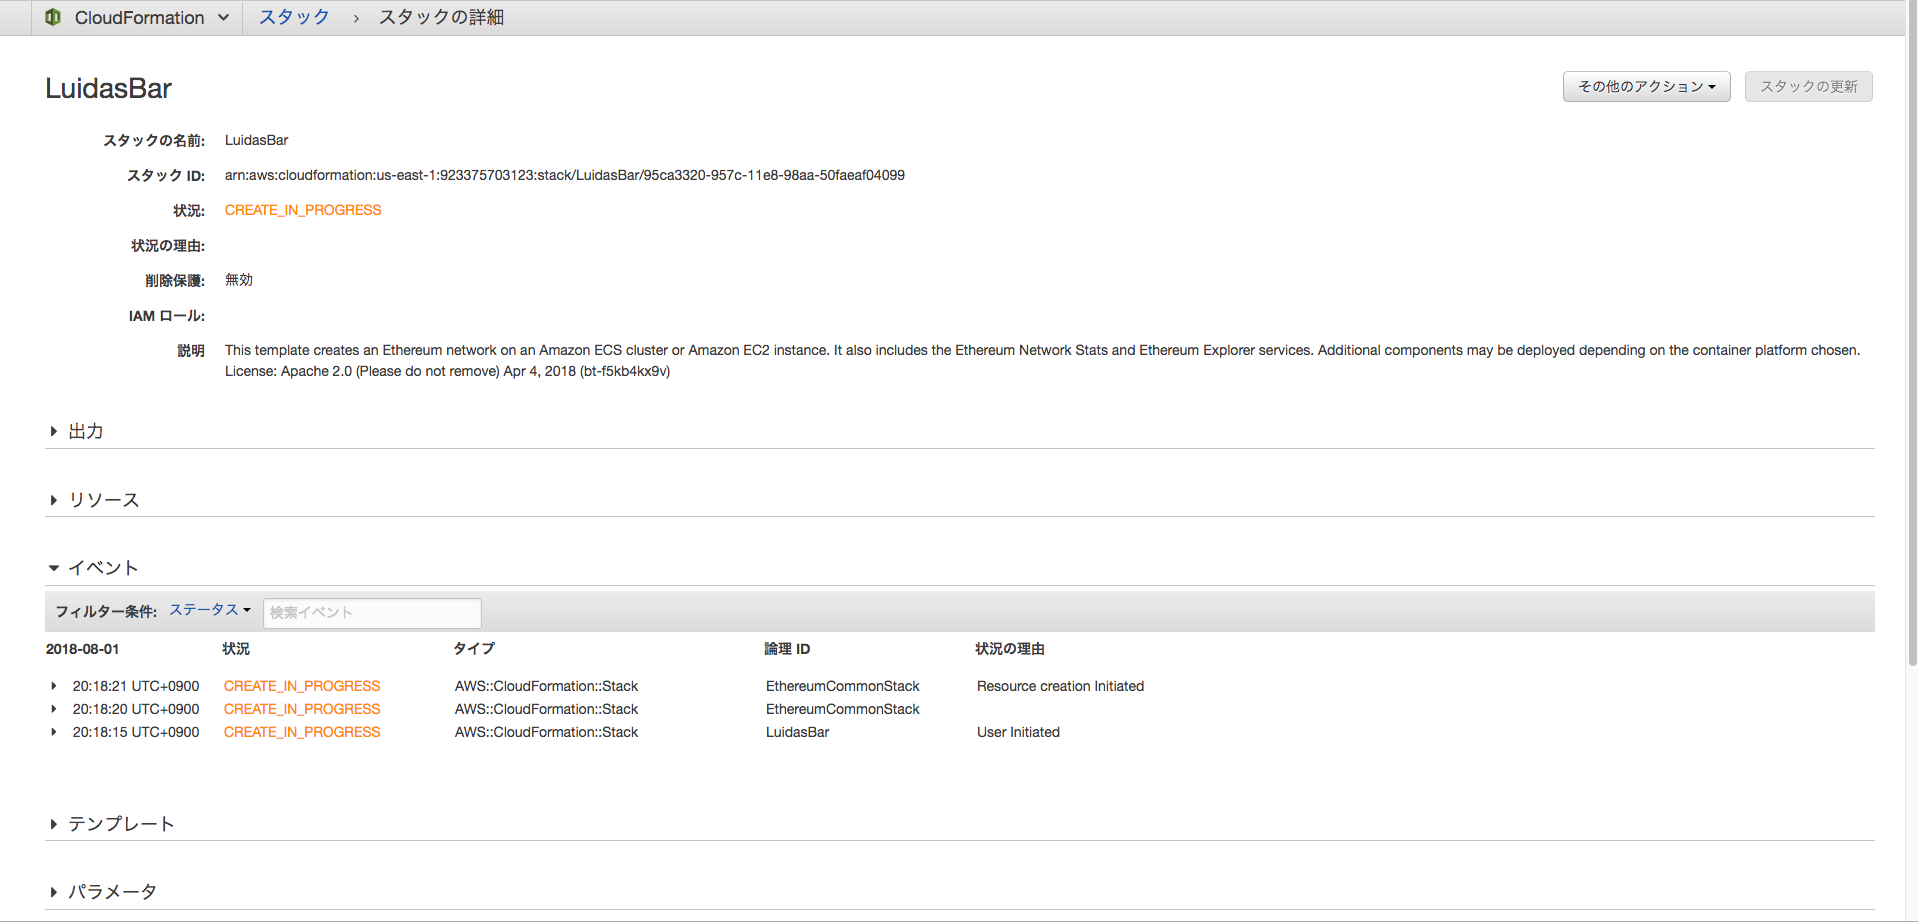 CloudFormation スタック › スタックの詳細
LuidasBar その他のアクション スタックの更新
スタックの名前: LuidasBar
スタック ID: arn:aws:cloudformation:us-east-1:923375703123:stack/LuidasBar/95ca3320-957c-11e8-98aa-50faeaf04099
状況: CREATE_IN_PROGRESS
状況の理由:
削除保護: 無効
IAM ロール:
説明 This template creates an Ethereum network on an Amazon ECS cluster or Amazon EC2 instance. It also includes the Ethereum Network Stats and Ethereum Explorer services. Additional components may be deployed depending on the container platform chosen.
License: Apache 2.0 (Please do not remove) Apr 4, 2018 (bt-f5kb4kx9v)
出力
リソース
イベント
フィルター条件: ステータス 検索イベント
2018-08-01 状況 タイプ 論理 ID 状況の理由
20:18:21 UTC+0900 CREATE_IN_PROGRESS AWS::CloudFormation::Stack EthereumCommonStack Resource creation Initiated
20:18:20 UTC+0900 CREATE_IN_PROGRESS AWS::CloudFormation::Stack EthereumCommonStack
20:18:15 UTC+0900 CREATE_IN_PROGRESS AWS::CloudFormation::Stack LuidasBar User Initiated
テンプレート
パラメータ